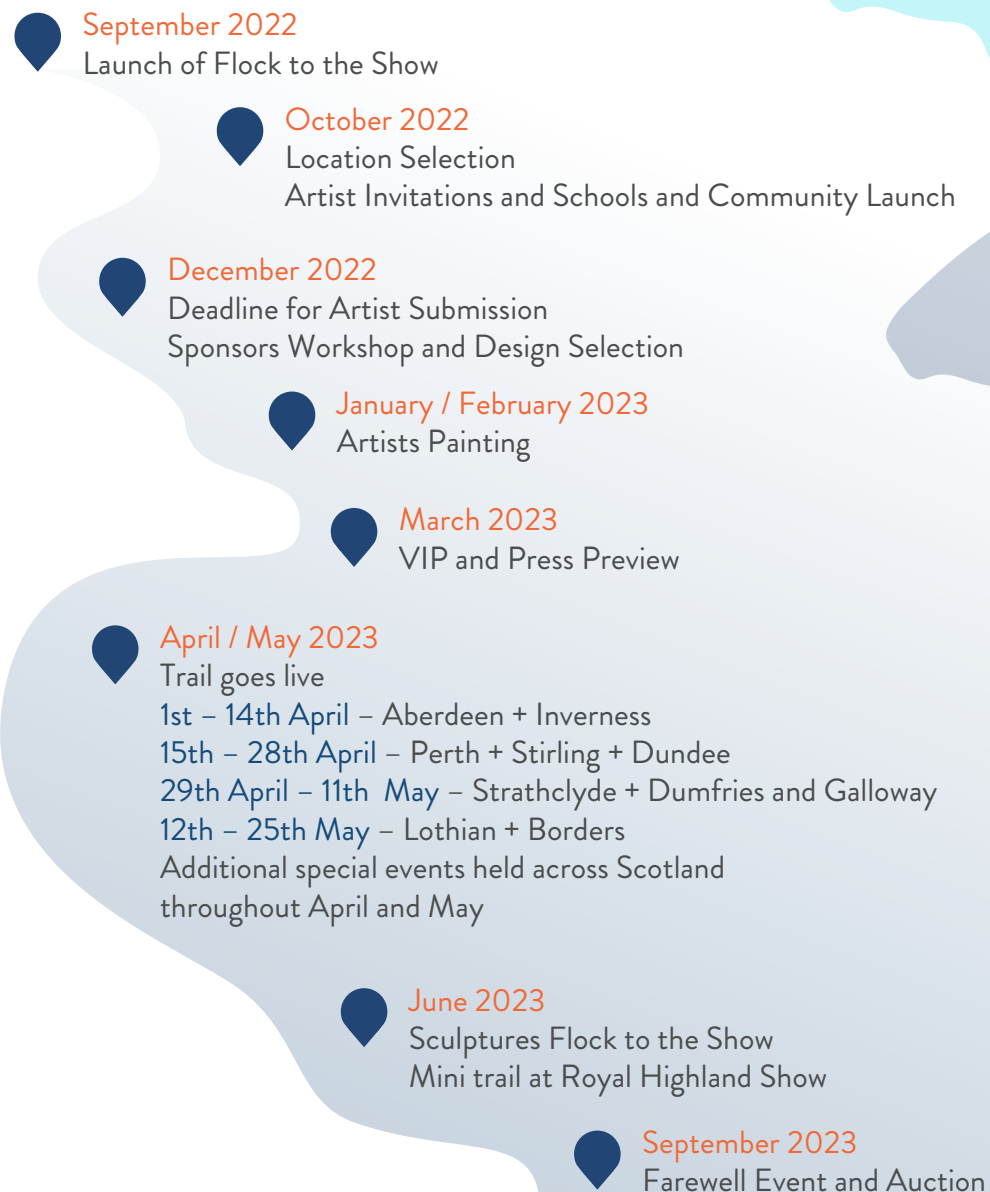 September 2022
Launch of Flock to the Show
October 2022
Location Selection
Artist Invitations and Schools and Community Launch
December 2022
Deadline for Artist Submission
Sponsors Workshop and Design Selection
January / February 2023
Artists Painting
March 2023
VIP and Press Preview
April / May 2023
Trail goes live
1st – 14th April – Aberdeen + Inverness
15th – 28th April – Perth + Stirling + Dundee
29th April – 11th May – Strathclyde + Dumfries and Galloway
12th – 25th May – Lothian + Borders
Additional special events held across Scotland
throughout April and May
June 2023
Sculptures Flock to the Show
Mini trail at Royal Highland Show
September 2023
Farewell Event and Auction